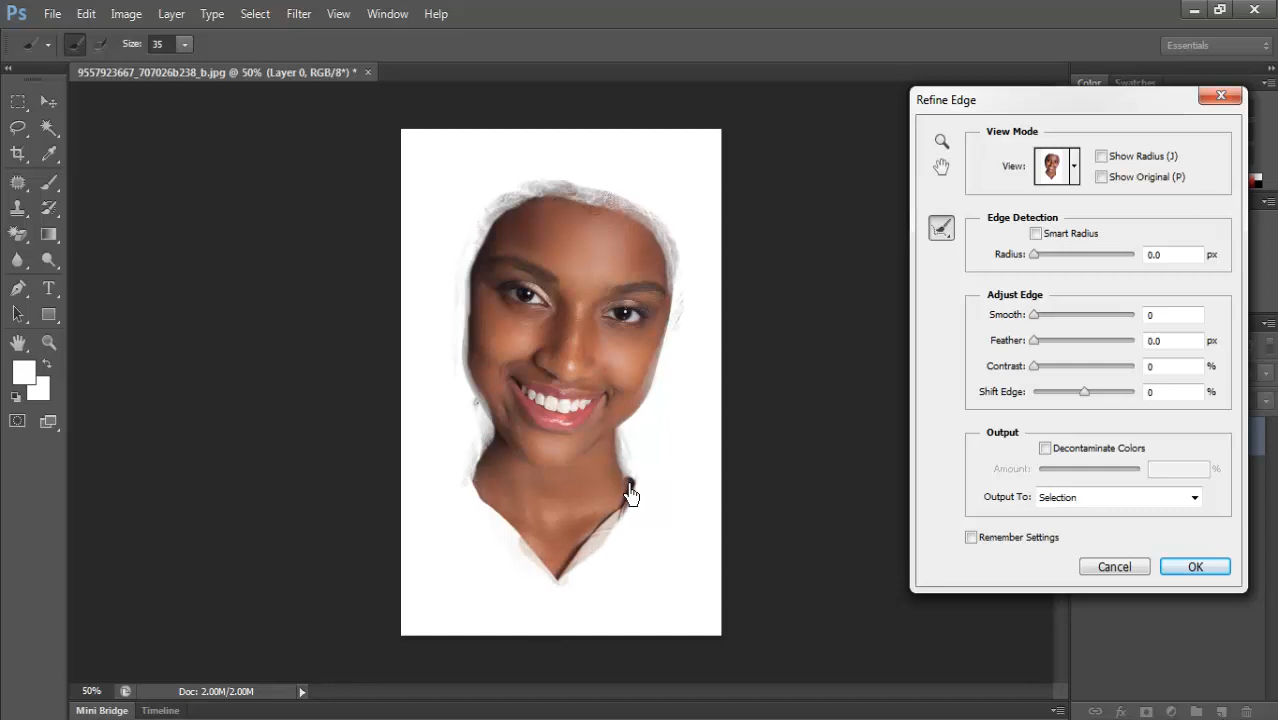 Ps File Edit Image Layer Type Select Filter View Window Help
Size: 35 Essentials
9557923667_707026b238_b.jpg @ 50% (Layer 0, RGB/8*) * ×
Color Swatches
Refine Edge
View Mode
View: Show Radius (J)
Show Original (P)
Edge Detection
Smart Radius
Radius: 0.0 px
Adjust Edge
Smooth: 0
Feather: 0.0 px
Contrast: 0 %
Shift Edge: 0 %
Output
Decontaminate Colors
Amount: %
Output To: Selection
Remember Settings
Cancel OK
50% Doc: 2.00M/2.00M
Mini Bridge Timeline